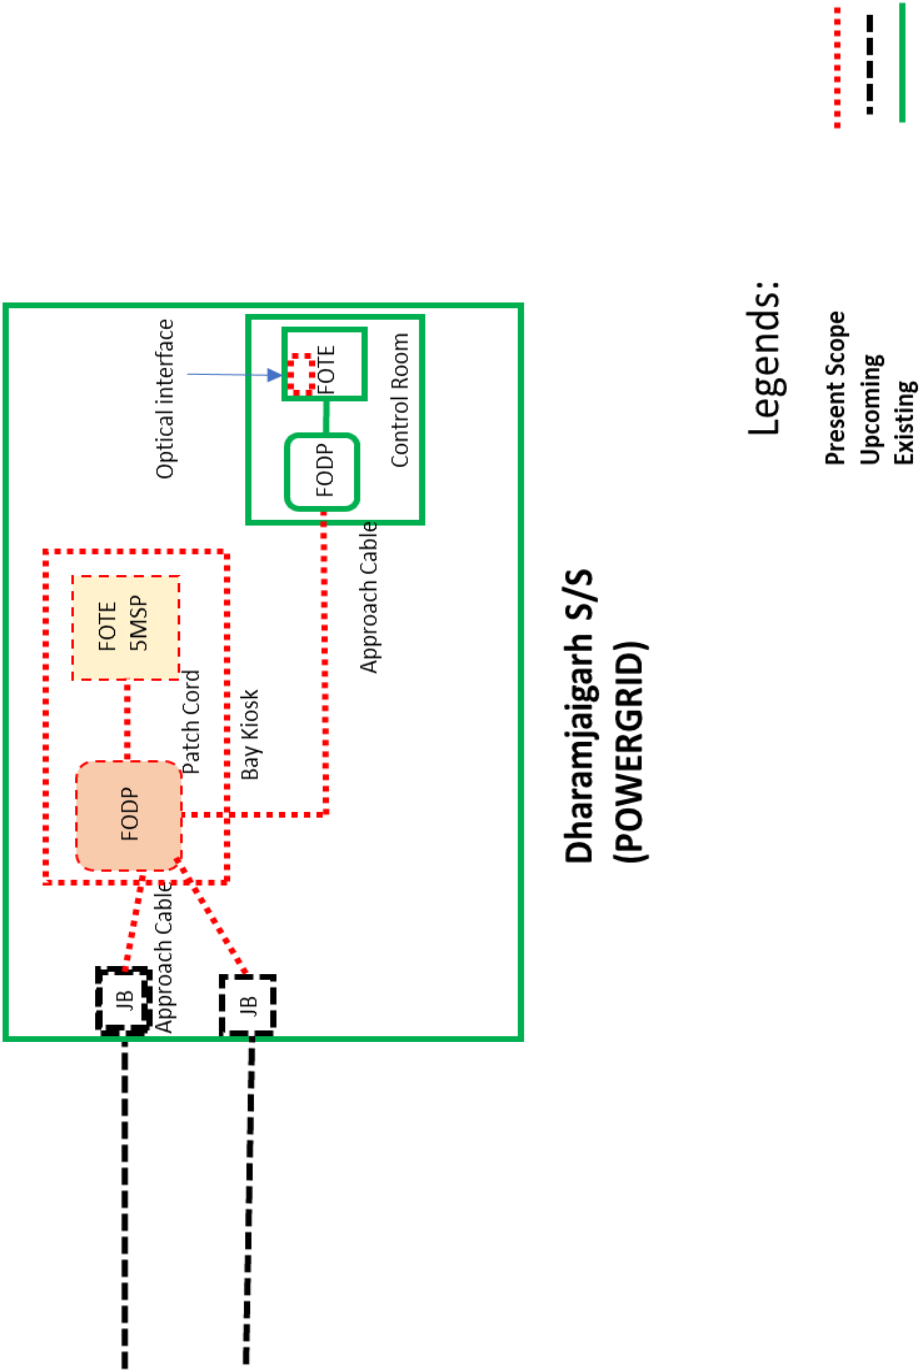 JB
JB
Approach Cable
FODP
Patch Cord
FOTE
5MSP
Bay Kiosk
Approach Cable
Optical interface
FODP
FOTE
Control Room
Dharamjaigarh S/S
(POWERGRID)
Legends:
Present Scope
Upcoming
Existing